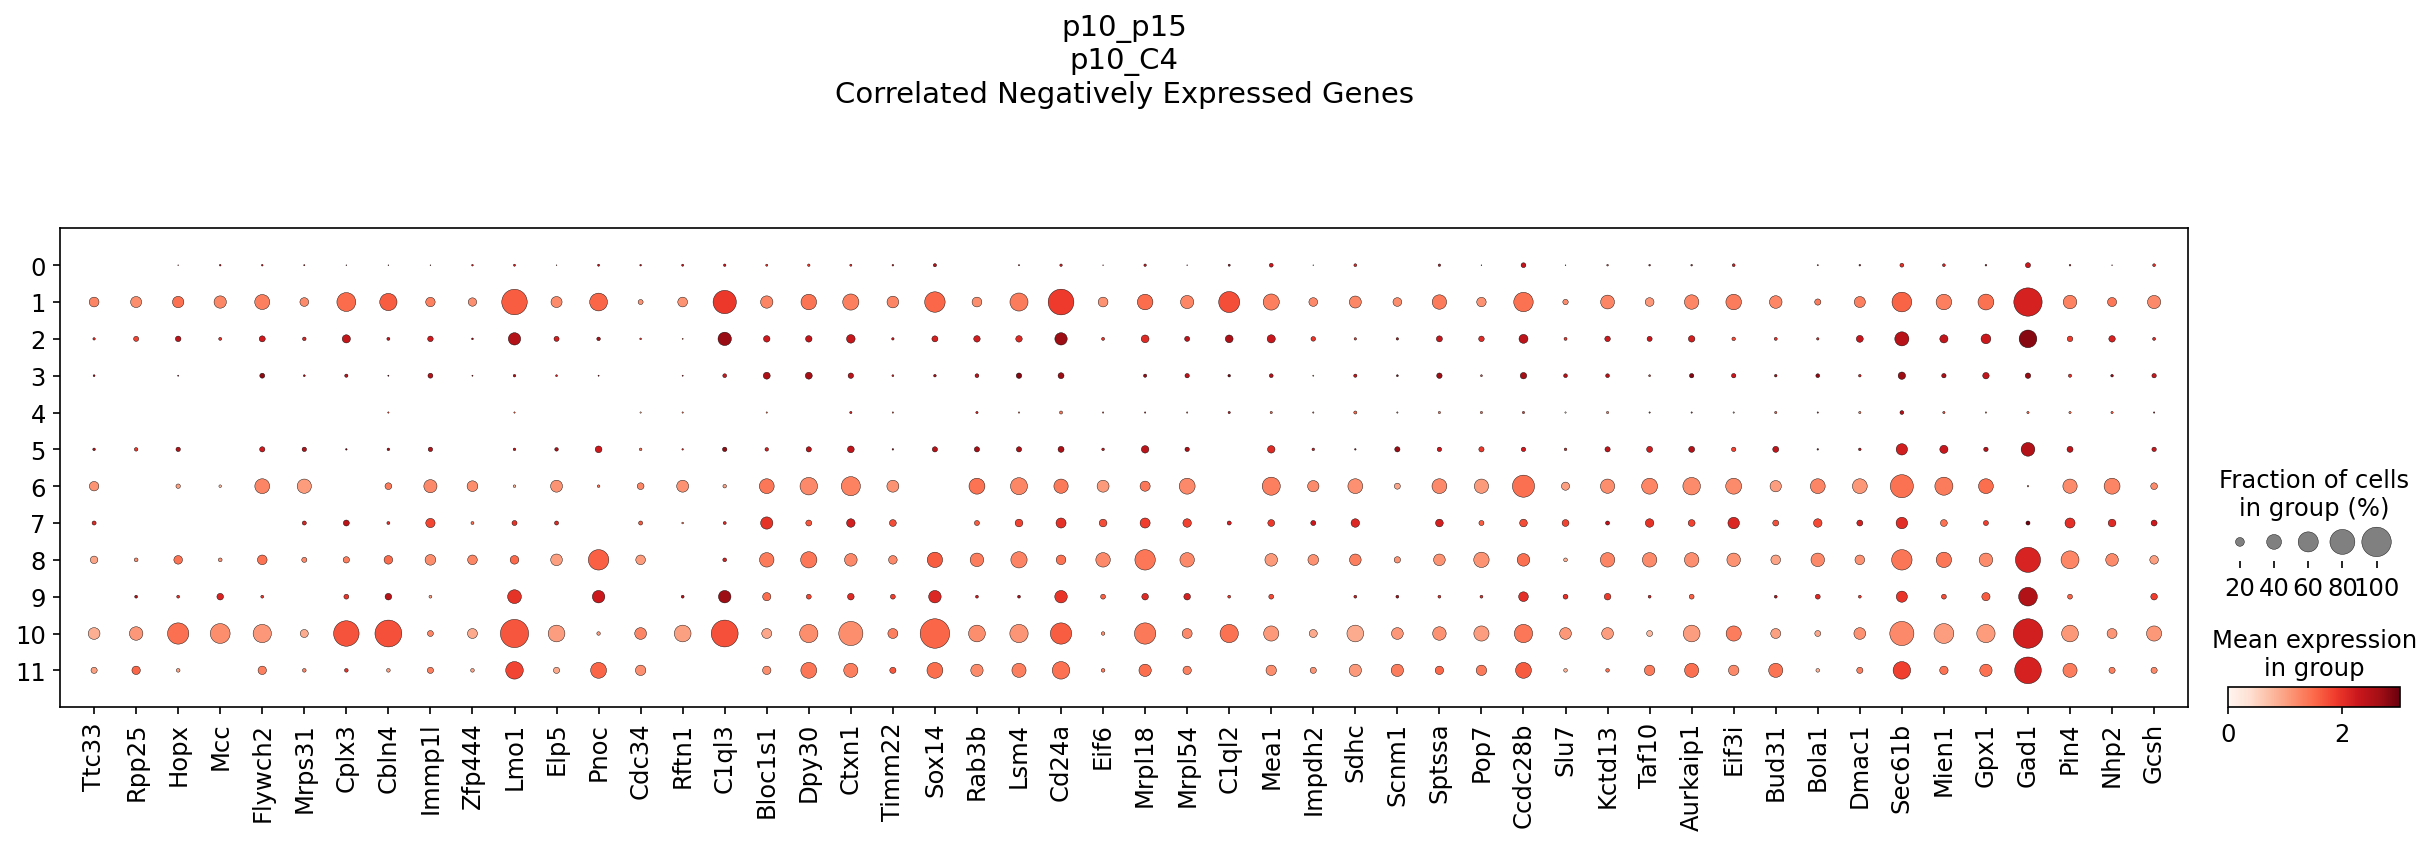 p10_p15
p10_C4
Correlated Negatively Expressed Genes
0
1
2
3
4
5
6
7
8
9
10
11
Ttc33
Rpp25
Hopx
Mcc
Flywch2
Mrps31
Cplx3
Cbln4
Immp1l
Zfp444
Lmo1
Elp5
Pnoc
Cdc34
Rftn1
C1ql3
Bloc1s1
Dpy30
Ctxn1
Timm22
Sox14
Rab3b
Lsm4
Cd24a
Eif6
Mrpl18
Mrpl54
C1ql2
Mea1
Impdh2
Sdhc
Scnm1
Sptssa
Pop7
Ccdc28b
Slu7
Kctd13
Taf10
Aurkaip1
Eif3i
Bud31
Bola1
Dmac1
Sec61b
Mien1
Gpx1
Gad1
Pin4
Nhp2
Gcsh
Fraction of cells
in group (%)
20 40 60 80 100
Mean expression
in group
0 2